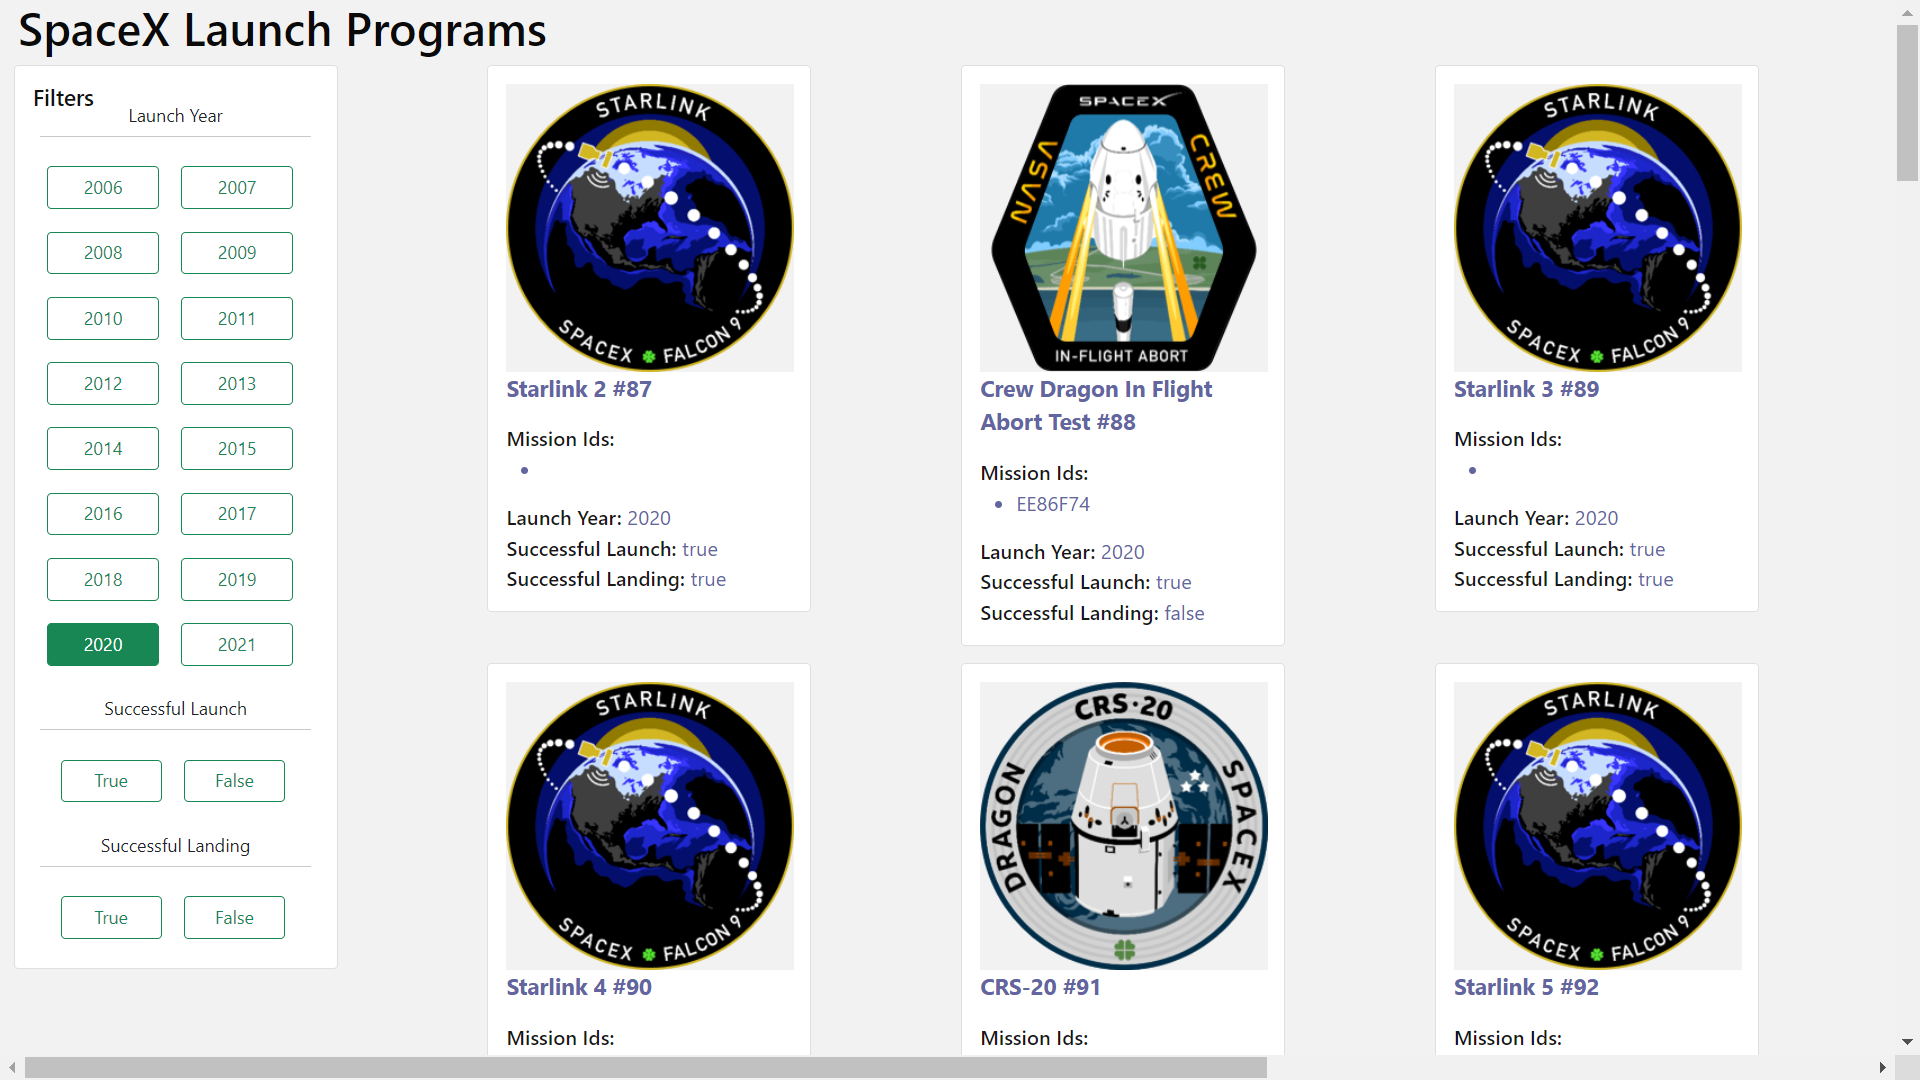 SpaceX Launch Programs
Filters
Launch Year
2006 2007
2008 2009
2010 2011
2012 2013
2014 2015
2016 2017
2018 2019
2020 2021
Successful Launch
True False
Successful Landing
True False
STARLINK
SPACEX FALCON 9
Starlink 2 #87
Mission Ids:
Launch Year: 2020
Successful Launch: true
Successful Landing: true
SPACEX
NASA CREW
IN-FLIGHT ABORT
Crew Dragon In Flight
Abort Test #88
Mission Ids:
EE86F74
Launch Year: 2020
Successful Launch: true
Successful Landing: false
STARLINK
SPACEX FALCON 9
Starlink 3 #89
Mission Ids:
Launch Year: 2020
Successful Launch: true
Successful Landing: true
STARLINK
SPACEX FALCON 9
Starlink 4 #90
Mission Ids:
CRS·20
DRAGON SPACEX
CRS-20 #91
Mission Ids:
STARLINK
SPACEX FALCON 9
Starlink 5 #92
Mission Ids: